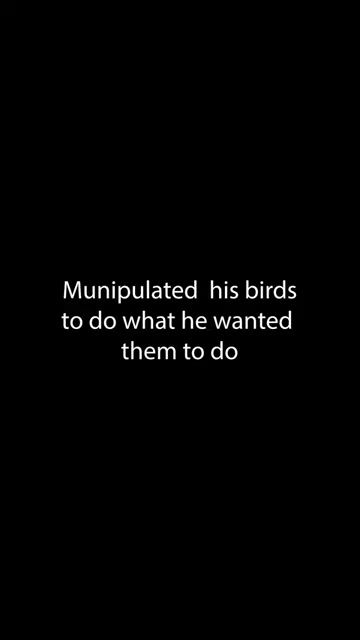 Munipulated  his birds
to do what he wanted
them to do